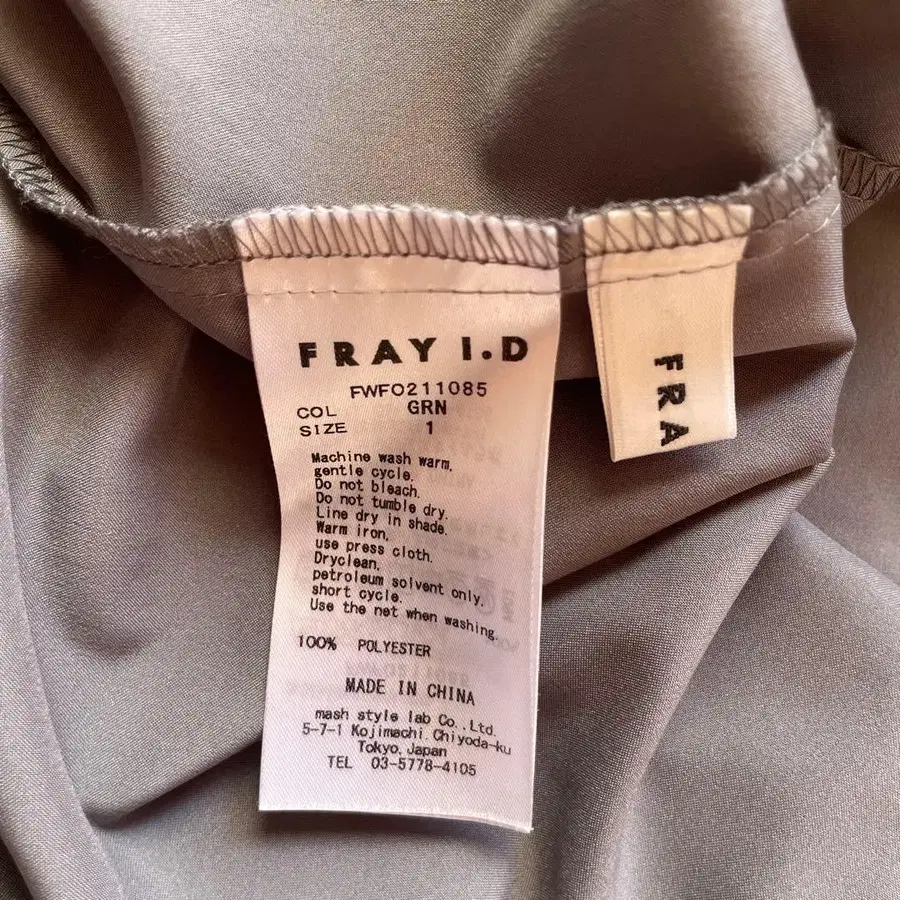 FRAY I.D
FWFO211085
COL GRN
SIZE 1
Machine wash warm,
gentle cycle.
Do not bleach.
Do not tumble dry.
Line dry in shade.
Warm iron,
use press cloth.
Dryclean,
petroleum solvent only,
short cycle.
Use the net when washing.
100% POLYESTER
MADE IN CHINA
mash style lab Co., Ltd.
5-7-1 Kojimachi, Chiyoda-ku
Tokyo, Japan
TEL 03-5778-4105
FRA